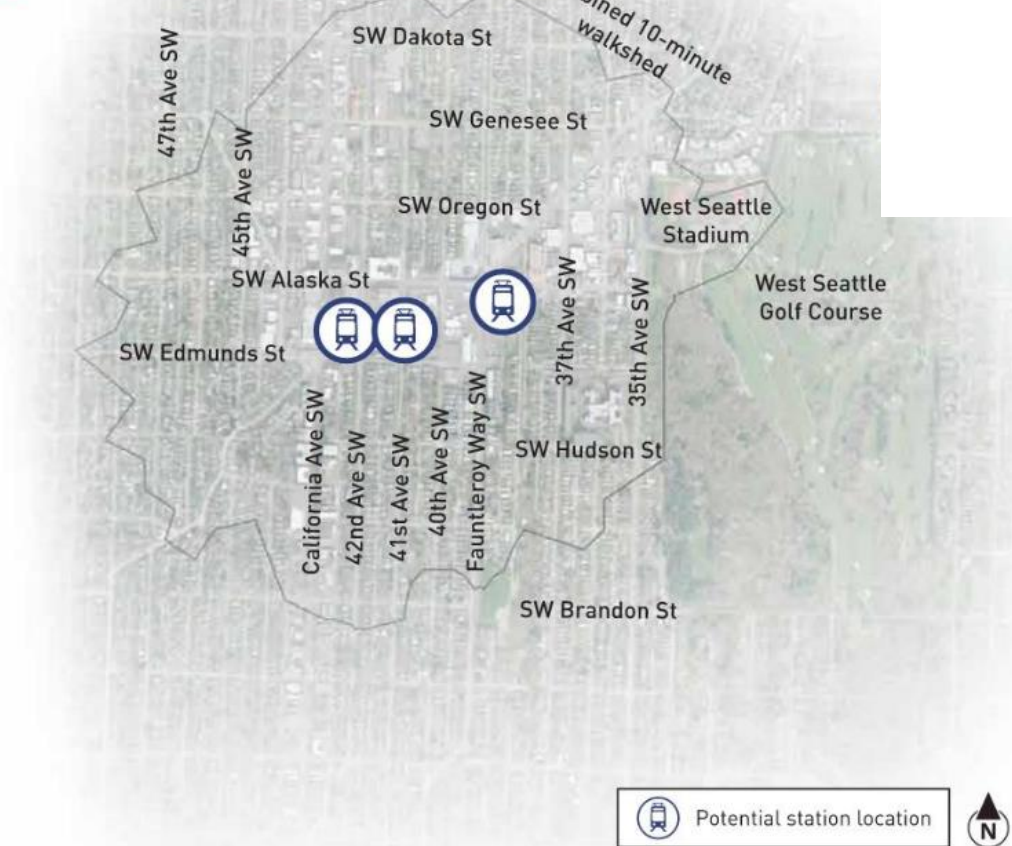 SW Dakota St
10-minute
walkshed
47th Ave SW
SW Genesee St
45th Ave SW
SW Oregon St
West Seattle
Stadium
SW Alaska St
West Seattle
Golf Course
37th Ave SW
35th Ave SW
SW Edmunds St
California Ave SW
42nd Ave SW
41st Ave SW
40th Ave SW
Fauntleroy Way SW
SW Hudson St
SW Brandon St
Potential station location
N